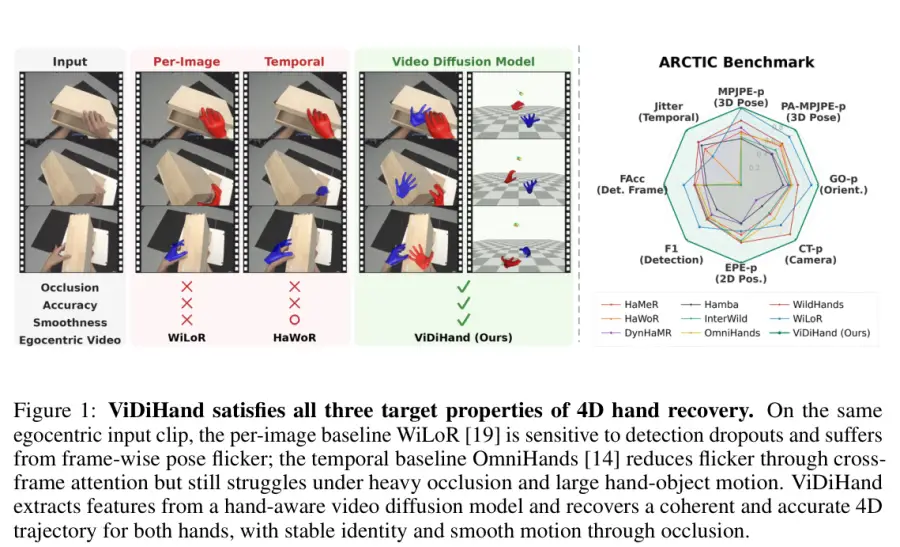 Input
Per-Image
Temporal
Video Diffusion Model
Occlusion
Accuracy
Smoothness
Egocentric Video
WiLoR
HaWoR
ViDiHand (Ours)
ARCTIC Benchmark
MPJPE-p
(3D Pose)
PA-MPJPE-p
(3D Pose)
GO-p
(Orient.)
CT-p
(Camera)
EPE-p
(2D Pos.)
F1
(Detection)
FAcc
(Det. Frame)
Jitter
(Temporal)
0.2
HaMeR
HaWoR
DynHaMR
Hamba
InterWild
OmniHands
WildHands
WiLoR
ViDiHand (Ours)
Figure 1: ViDiHand satisfies all three target properties of 4D hand recovery. On the same
egocentric input clip, the per-image baseline WiLoR [19] is sensitive to detection dropouts and suffers
from frame-wise pose flicker; the temporal baseline OmniHands [14] reduces flicker through cross-
frame attention but still struggles under heavy occlusion and large hand-object motion. ViDiHand
extracts features from a hand-aware video diffusion model and recovers a coherent and accurate 4D
trajectory for both hands, with stable identity and smooth motion through occlusion.